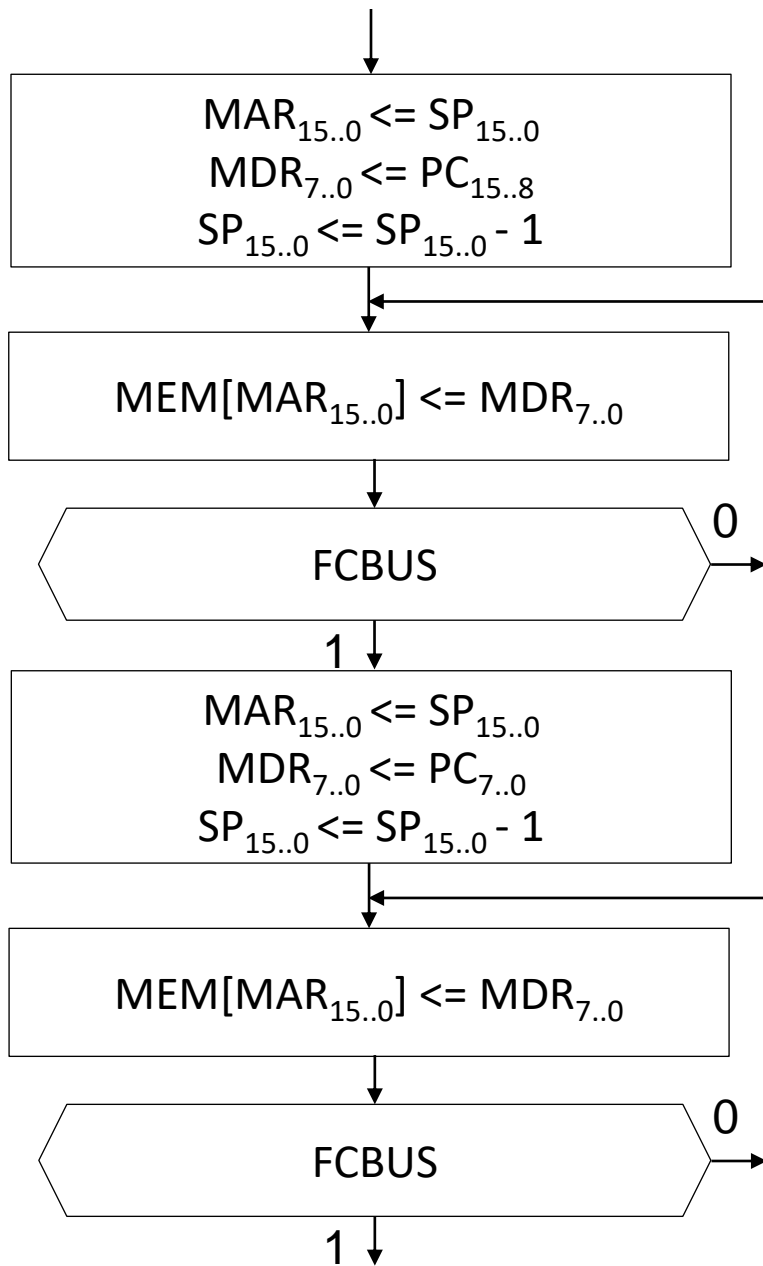 MAR15..0 <= SP15..0
MDR7..0 <= PC15..8
SP15..0 <= SP15..0 - 1
MEM[MAR15..0] <= MDR7..0
0
FCBUS
1
MAR15..0 <= SP15..0
MDR7..0 <= PC7..0
SP15..0 <= SP15..0 - 1
MEM[MAR15..0] <= MDR7..0
0
FCBUS
1